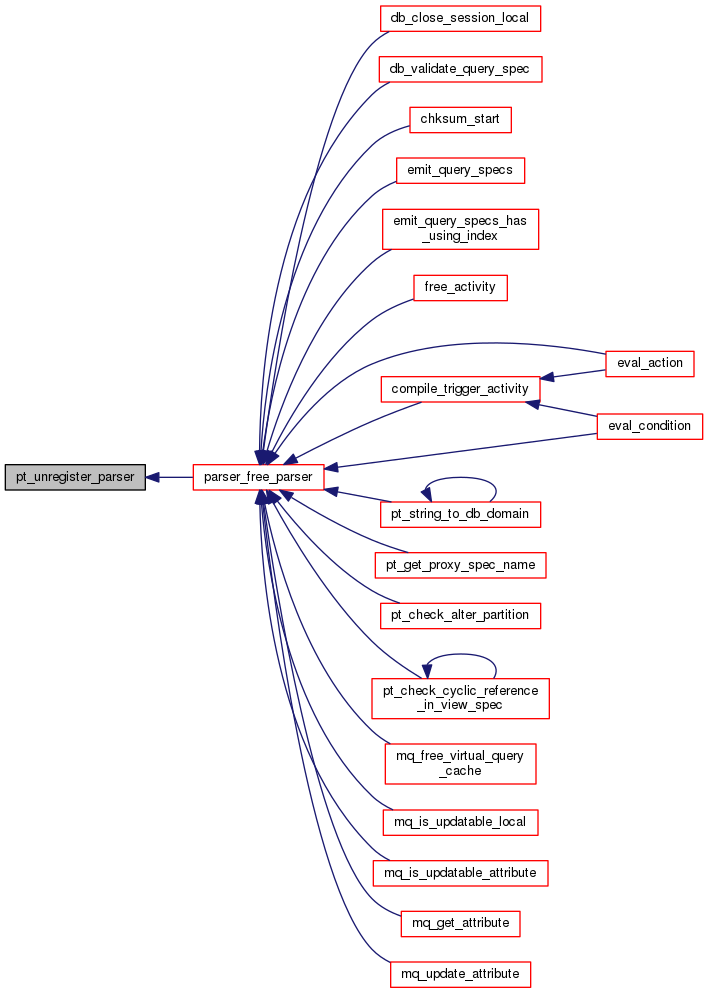 db_close_session_local
db_validate_query_spec
chksum_start
emit_query_specs
emit_query_specs_has
_using_index
free_activity
eval_action
compile_trigger_activity
eval_condition
pt_unregister_parser
parser_free_parser
pt_string_to_db_domain
pt_get_proxy_spec_name
pt_check_alter_partition
pt_check_cyclic_reference
_in_view_spec
mq_free_virtual_query
_cache
mq_is_updatable_local
mq_is_updatable_attribute
mq_get_attribute
mq_update_attribute